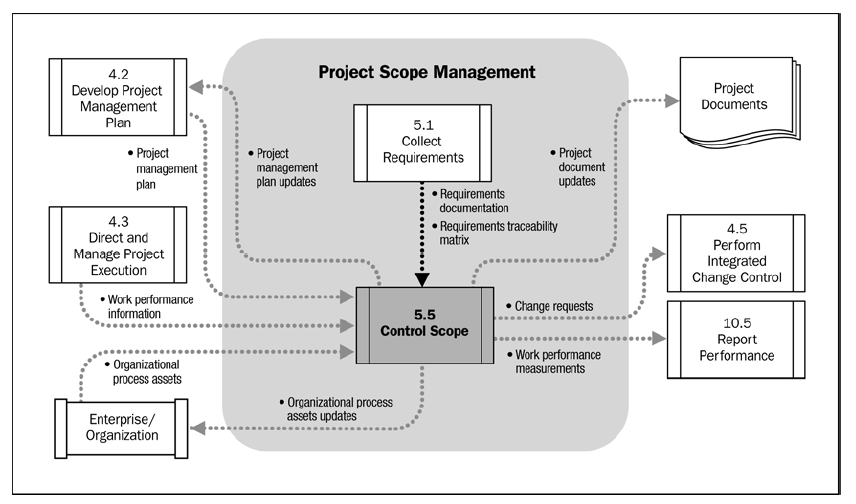 Project Scope Management
4.2
Develop Project
Management
Plan
• Project
management
plan
• Project
management
plan updates
5.1
Collect
Requirements
• Requirements
documentation
• Requirements traceability
matrix
• Project
document
updates
Project
Documents
4.3
Direct and
Manage Project
Execution
• Work performance
information
4.5
Perform
Integrated
Change Control
5.5
Control Scope
• Change requests
• Work performance
measurements
10.5
Report
Performance
• Organizational
process assets
Enterprise/
Organization
• Organizational process
assets updates